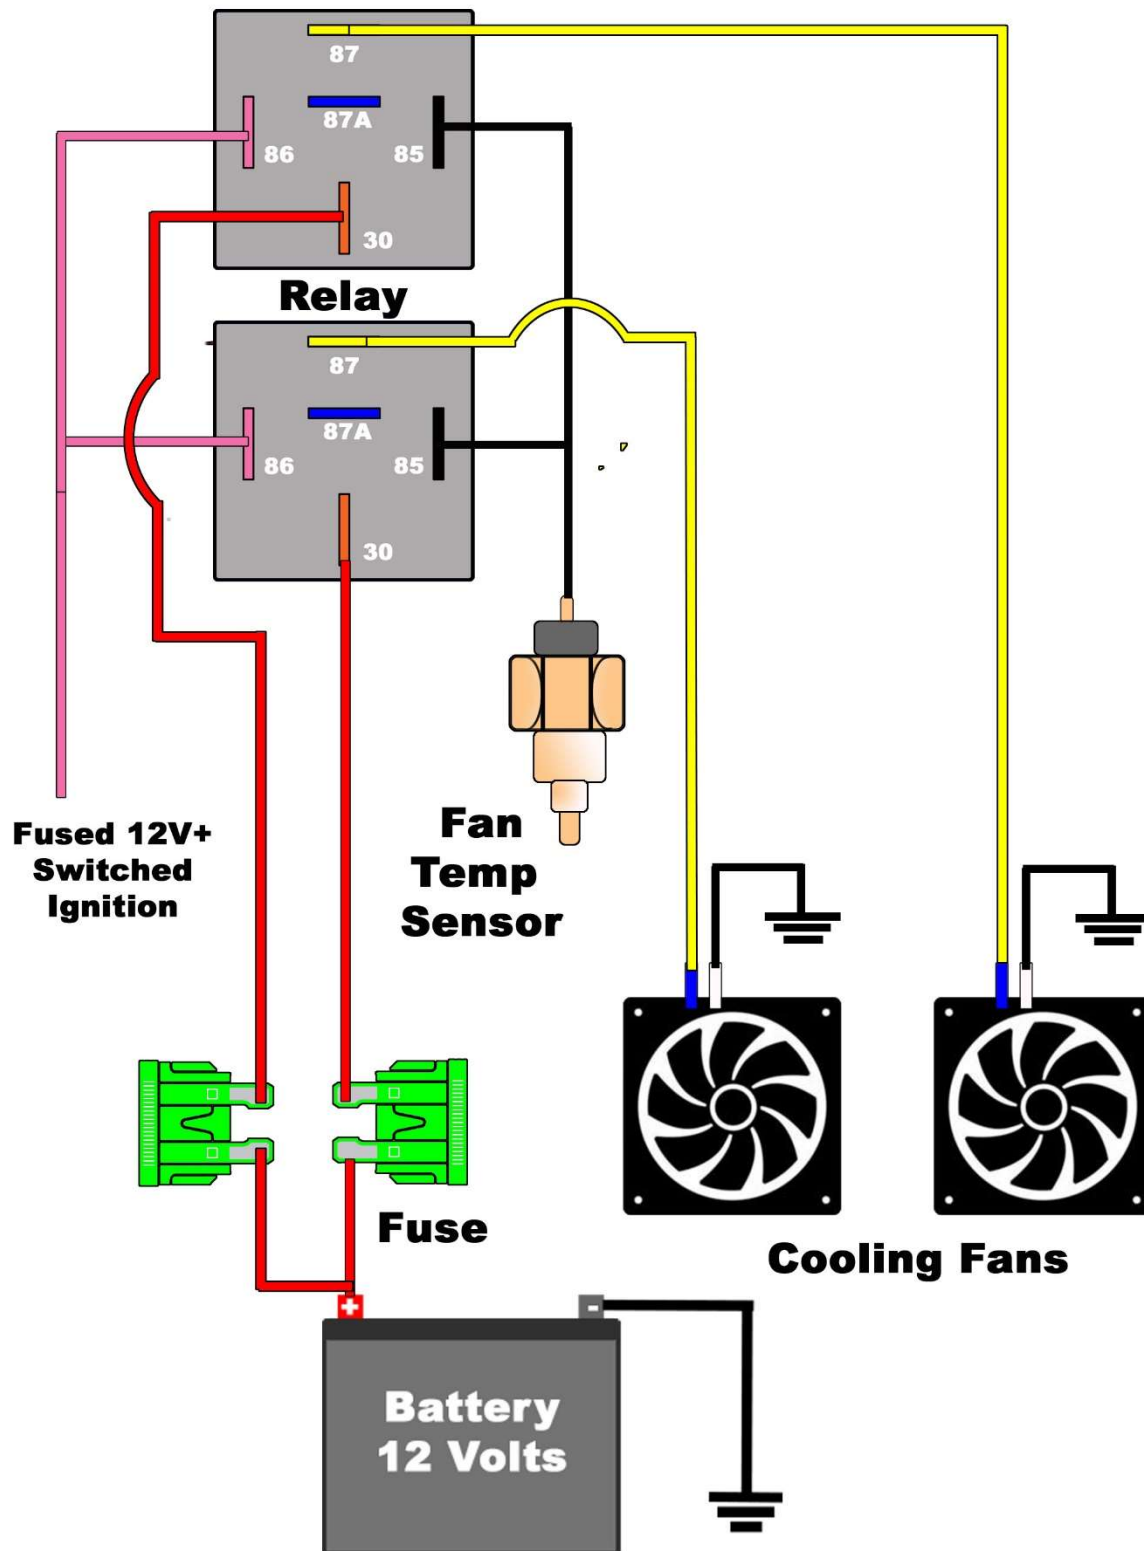 87
87A
86
85
30
Relay
87
87A
86
85
30
Fused 12V+
Switched
Ignition
Fan
Temp
Sensor
Fuse
Cooling Fans
+
-
Battery
12 Volts